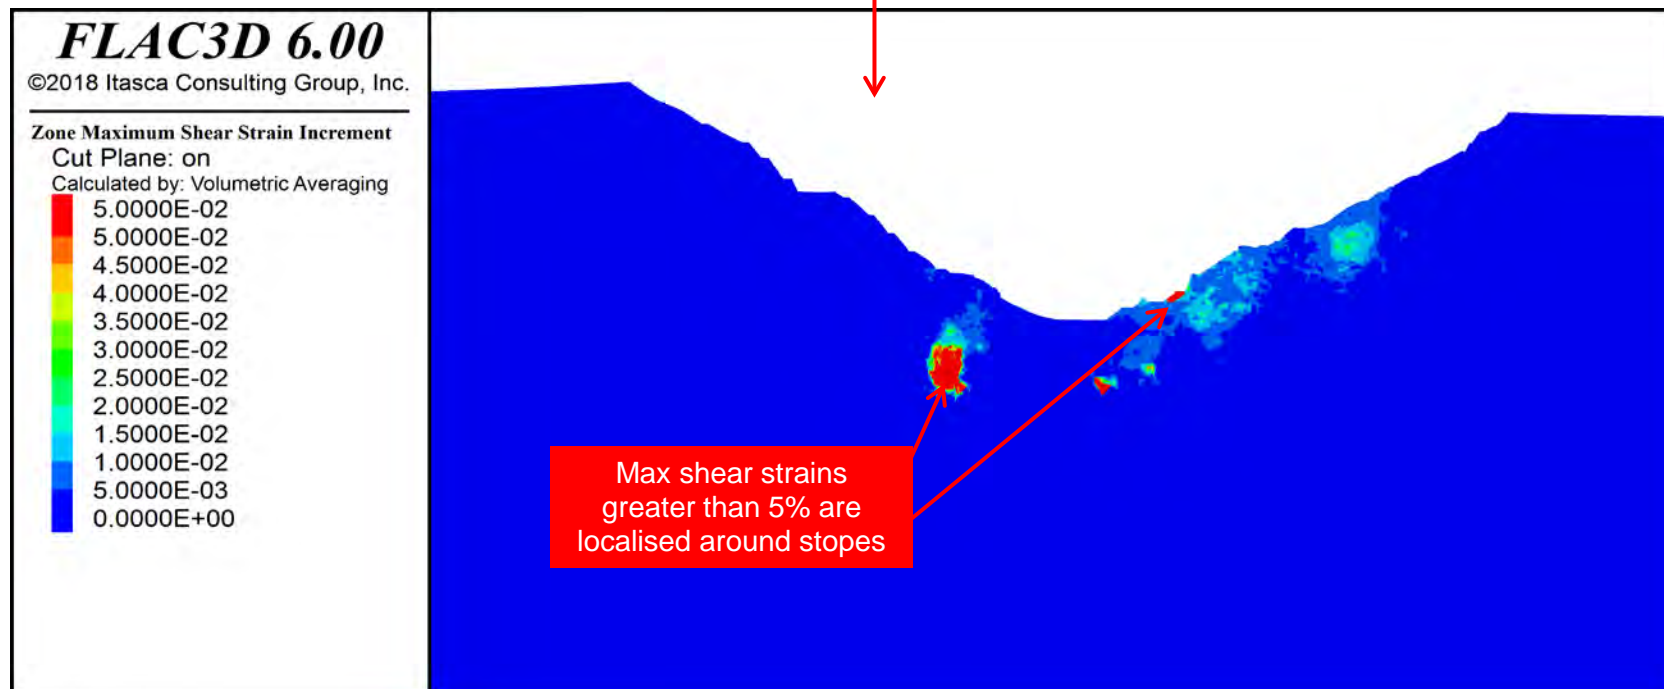 FLAC3D 6.00
©2018 Itasca Consulting Group, Inc.
Zone Maximum Shear Strain Increment
Cut Plane: on
Calculated by: Volumetric Averaging
5.0000E-02
5.0000E-02
4.5000E-02
4.0000E-02
3.5000E-02
3.0000E-02
2.5000E-02
2.0000E-02
1.5000E-02
1.0000E-02
5.0000E-03
0.0000E+00
Max shear strains
greater than 5% are
localised around stopes